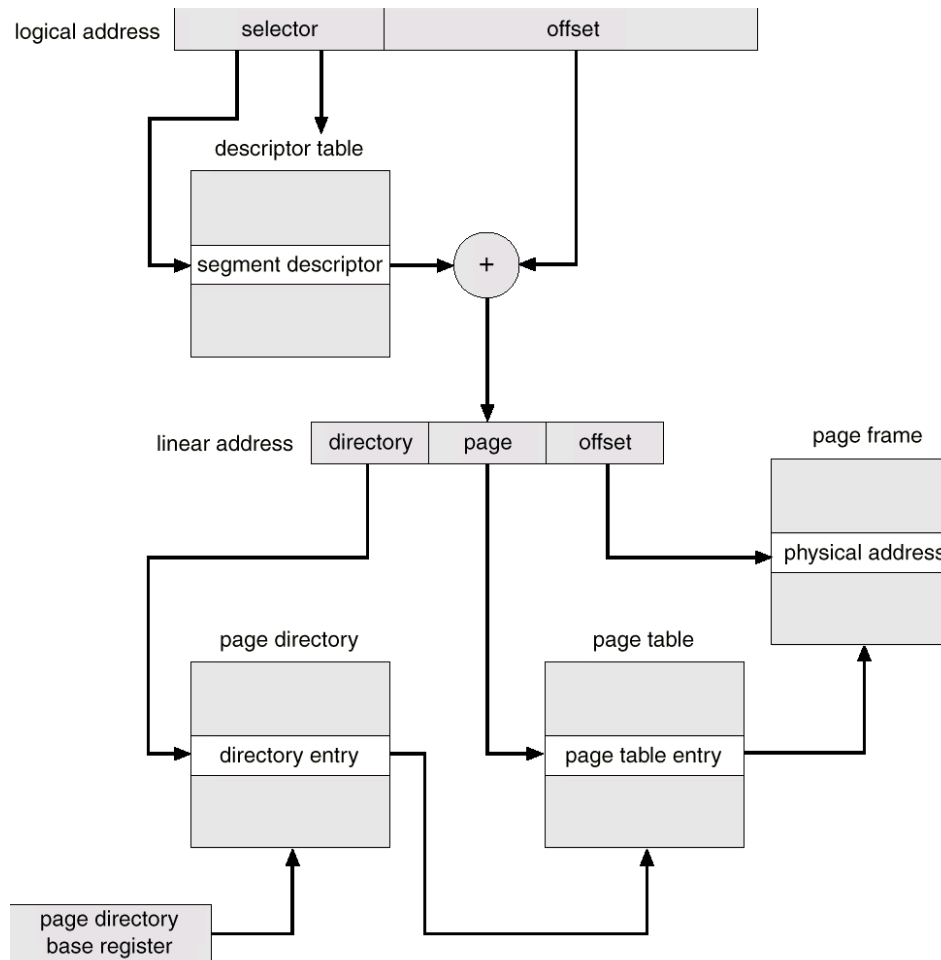 logical address
selector
offset
descriptor table
segment descriptor
+
linear address
directory
page
offset
page frame
physical address
page directory
page table
directory entry
page table entry
page directory
base register